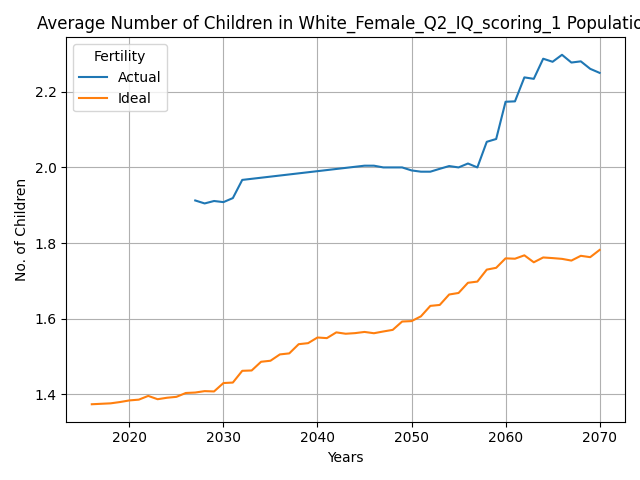 Average Number of Children in White_Female_Q2_IQ_scoring_1 Populatio
Fertility
Actual
Ideal
2.2
2.0
1.8
1.6
1.4
No. of Children
2020 2030 2040 2050 2060 2070
Years